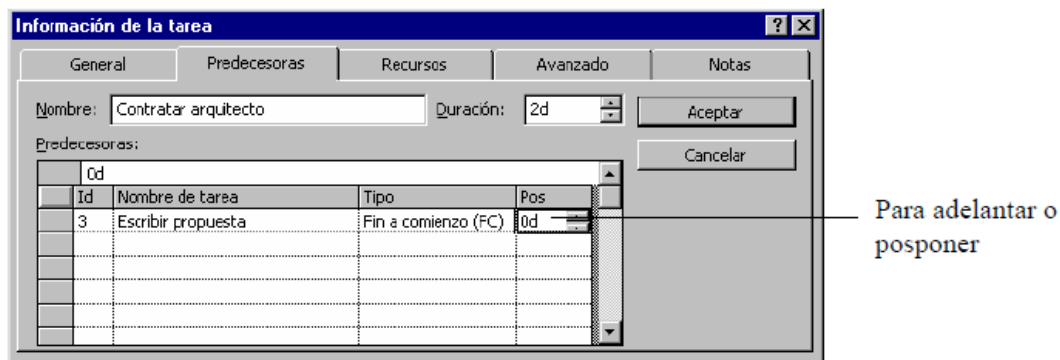 Información de la tarea
General Predecesoras Recursos Avanzado Notas
Nombre: Contratar arquitecto Duración: 2d Aceptar
Predecesoras: Cancelar
0d
Id Nombre de tarea Tipo Pos
3 Escribir propuesta Fin a comienzo (FC) 0d
Para adelantar o
posponer